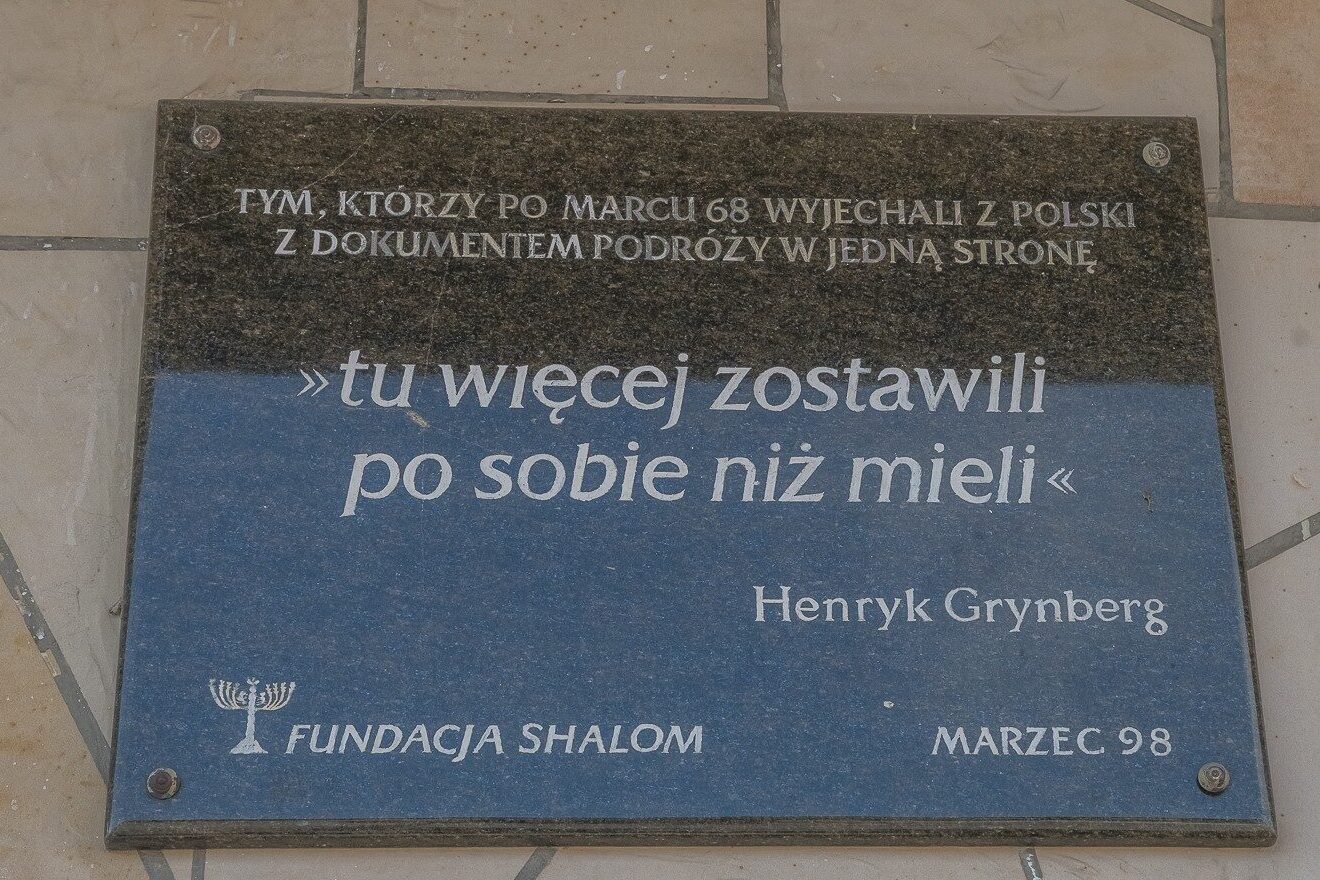 TYM, KTÓRZY PO MARCU 68 WYJECHALI Z POLSKI
Z DOKUMENTEM PODRÓŻY W JEDNĄ STRONĘ
»tu więcej zostawili
po sobie niż mieli«
Henryk Grynberg
FUNDACJA SHALOM
MARZEC 98